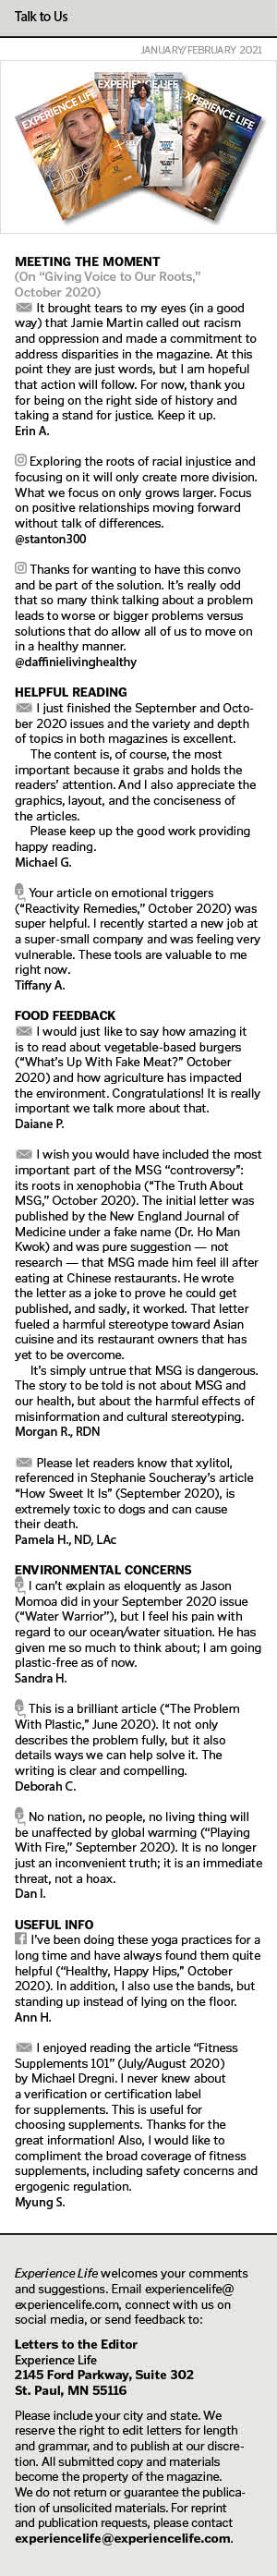 Talk to Us
JANUARY/FEBRUARY 2021
EXPERIENCE LIFE
EXPERIENCE LIFE
EXPERIENCE LIFE
Hope
MEETING THE MOMENT
(On “Giving Voice to Our Roots,”
October 2020)
It brought tears to my eyes (in a good
way) that Jamie Martin called out racism
and oppression and made a commitment to
address disparities in the magazine. At this
point they are just words, but I am hopeful
that action will follow. For now, thank you
for being on the right side of history and
taking a stand for justice. Keep it up.
Erin A.
Exploring the roots of racial injustice and
focusing on it will only create more division.
What we focus on only grows larger. Focus
on positive relationships moving forward
without talk of differences.
@stanton300
Thanks for wanting to have this convo
and be part of the solution. It’s really odd
that so many think talking about a problem
leads to worse or bigger problems versus
solutions that do allow all of us to move on
in a healthy manner.
@daffinielivinghealthy
HELPFUL READING
I just finished the September and Octo-
ber 2020 issues and the variety and depth
of topics in both magazines is excellent.
The content is, of course, the most
important because it grabs and holds the
readers’ attention. And I also appreciate the
graphics, layout, and the conciseness of
the articles.
Please keep up the good work providing
happy reading.
Michael G.
Your article on emotional triggers
(“Reactivity Remedies,” October 2020) was
super helpful. I recently started a new job at
a super-small company and was feeling very
vulnerable. These tools are valuable to me
right now.
Tiffany A.
FOOD FEEDBACK
I would just like to say how amazing it
is to read about vegetable-based burgers
(“What’s Up With Fake Meat?” October
2020) and how agriculture has impacted
the environment. Congratulations! It is really
important we talk more about that.
Daiane P.
I wish you would have included the most
important part of the MSG “controversy”:
its roots in xenophobia (“The Truth About
MSG,” October 2020). The initial letter was
published by the New England Journal of
Medicine under a fake name (Dr. Ho Man
Kwok) and was pure suggestion — not
research — that MSG made him feel ill after
eating at Chinese restaurants. He wrote
the letter as a joke to prove he could get
published, and sadly, it worked. That letter
fueled a harmful stereotype toward Asian
cuisine and its restaurant owners that has
yet to be overcome.
It’s simply untrue that MSG is dangerous.
The story to be told is not about MSG and
our health, but about the harmful effects of
misinformation and cultural stereotyping.
Morgan R., RDN
Please let readers know that xylitol,
referenced in Stephanie Soucheray’s article
“How Sweet It Is” (September 2020), is
extremely toxic to dogs and can cause
their death.
Pamela H., ND, LAc
ENVIRONMENTAL CONCERNS
I can’t explain as eloquently as Jason
Momoa did in your September 2020 issue
(“Water Warrior”), but I feel his pain with
regard to our ocean/water situation. He has
given me so much to think about; I am going
plastic-free as of now.
Sandra H.
This is a brilliant article (“The Problem
With Plastic,” June 2020). It not only
describes the problem fully, but it also
details ways we can help solve it. The
writing is clear and compelling.
Deborah C.
No nation, no people, no living thing will
be unaffected by global warming (“Playing
With Fire,” September 2020). It is no longer
just an inconvenient truth; it is an immediate
threat, not a hoax.
Dan I.
USEFUL INFO
I’ve been doing these yoga practices for a
long time and have always found them quite
helpful (“Healthy, Happy Hips,” October
2020). In addition, I also use the bands, but
standing up instead of lying on the floor.
Ann H.
I enjoyed reading the article “Fitness
Supplements 101” (July/August 2020)
by Michael Dregni. I never knew about
a verification or certification label
for supplements. This is useful for
choosing supplements. Thanks for the
great information! Also, I would like to
compliment the broad coverage of fitness
supplements, including safety concerns and
ergogenic regulation.
Myung S.
Experience Life welcomes your comments
and suggestions. Email experiencelife@
experiencelife.com, connect with us on
social media, or send feedback to:
Letters to the Editor
Experience Life
2145 Ford Parkway, Suite 302
St. Paul, MN 55116
Please include your city and state. We
reserve the right to edit letters for length
and grammar, and to publish at our discre-
tion. All submitted copy and materials
become the property of the magazine.
We do not return or guarantee the publica-
tion of unsolicited materials. For reprint
and publication requests, please contact
experiencelife@experiencelife.com.